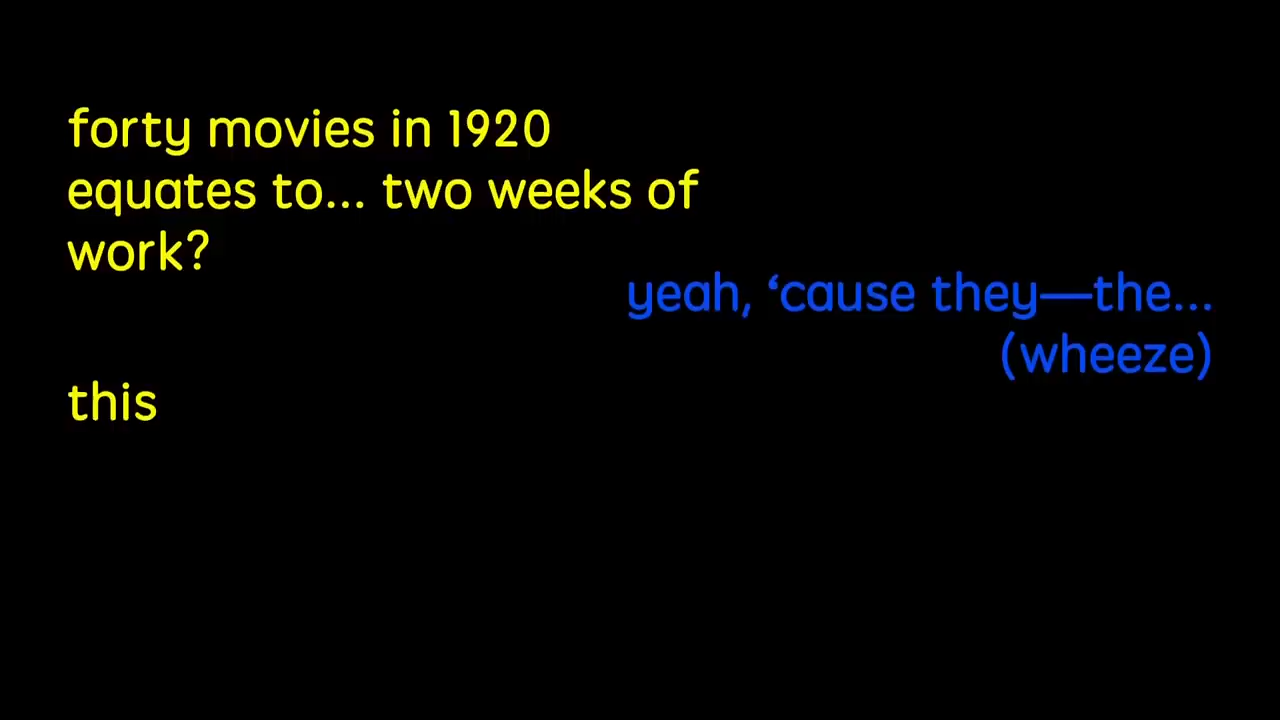 forty movies in 1920
equates to... two weeks of
work?
yeah, ‘cause they—the...
(wheeze)
this